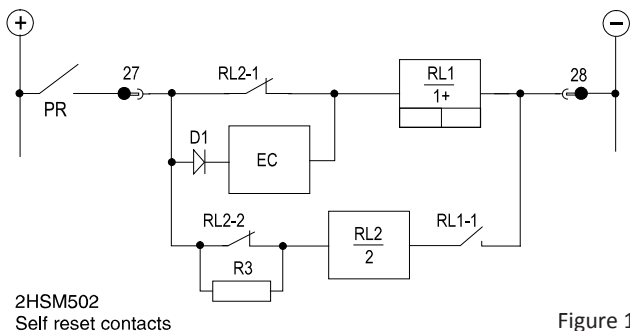 +
−
27
RL2-1
RL1
1+
28
PR
D1
EC
RL2-2
RL2
2
RL1-1
R3
2HSM502
Self reset contacts
Figure 1